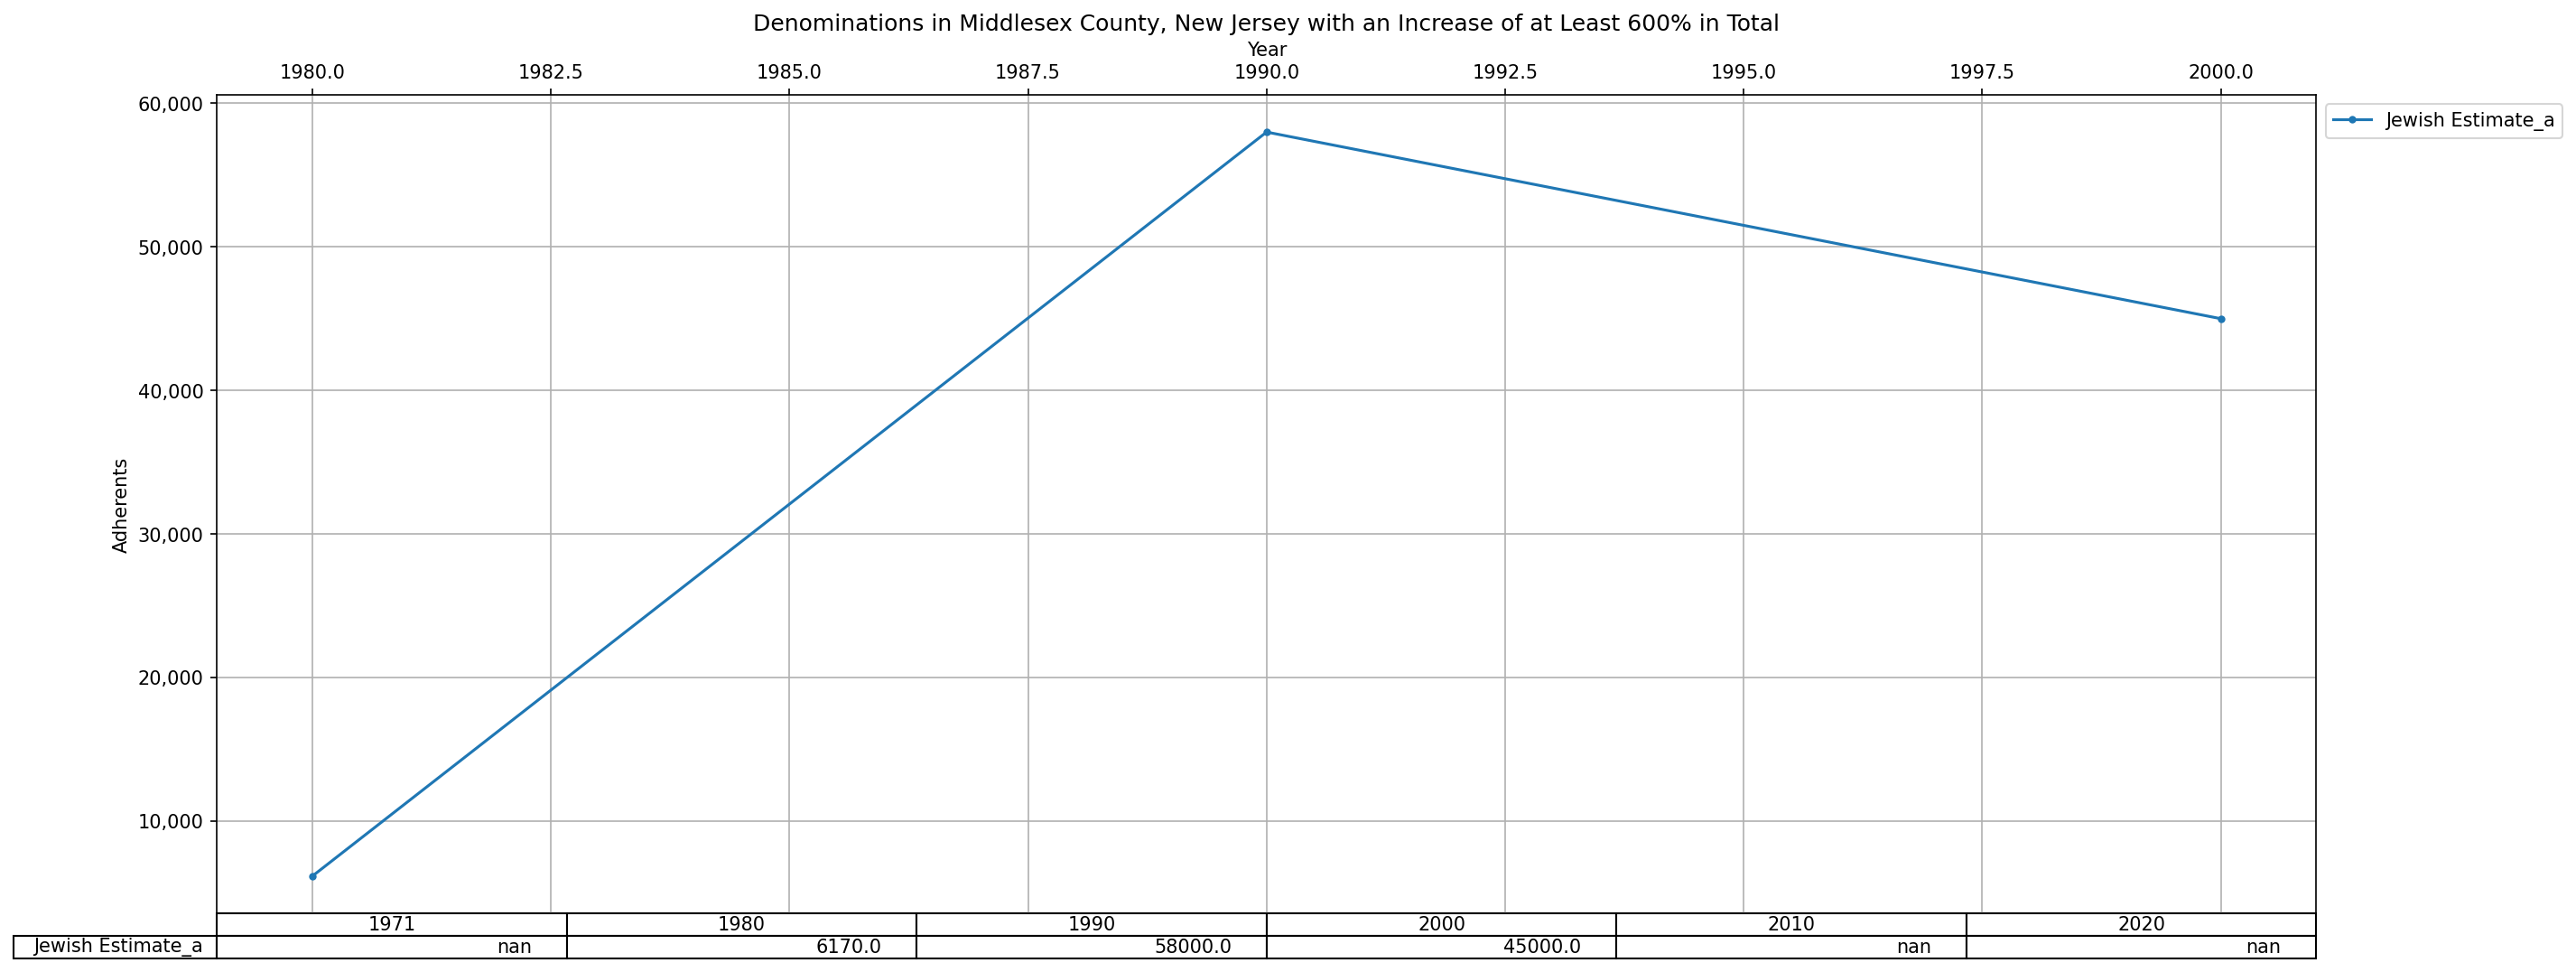 Denominations in Middlesex County, New Jersey with an Increase of at Least 600% in Total
Year
1980.0 1982.5 1985.0 1987.5 1990.0 1992.5 1995.0 1997.5 2000.0
60,000
Jewish Estimate_a
50,000
40,000
30,000
Adherents
20,000
10,000
1971 1980 1990 2000 2010 2020
Jewish Estimate_a nan 6170.0 58000.0 45000.0 nan nan